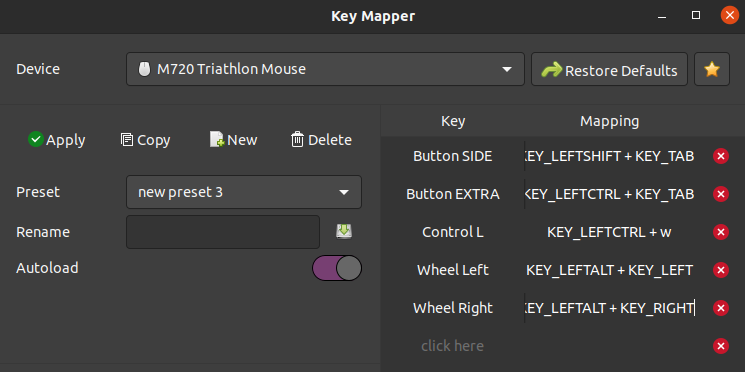 Key Mapper
Device
M720 Triathlon Mouse
Restore Defaults
Apply
Copy
New
Delete
Preset
new preset 3
Rename
Autoload
Key
Mapping
Button SIDE
KEY_LEFTSHIFT + KEY_TAB
Button EXTRA
KEY_LEFTCTRL + KEY_TAB
Control L
KEY_LEFTCTRL + w
Wheel Left
KEY_LEFTALT + KEY_LEFT
Wheel Right
KEY_LEFTALT + KEY_RIGHT
click here